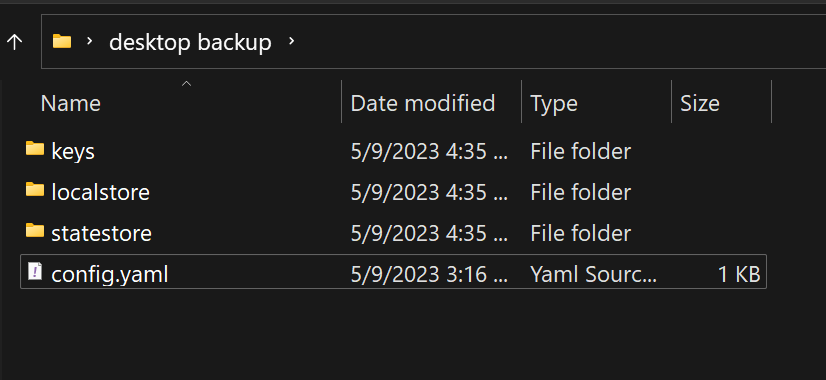 desktop backup
Name Date modified Type Size
keys 5/9/2023 4:35 ... File folder
localstore 5/9/2023 4:35 ... File folder
statestore 5/9/2023 4:35 ... File folder
config.yaml 5/9/2023 3:16 ... Yaml Sourc... 1 KB